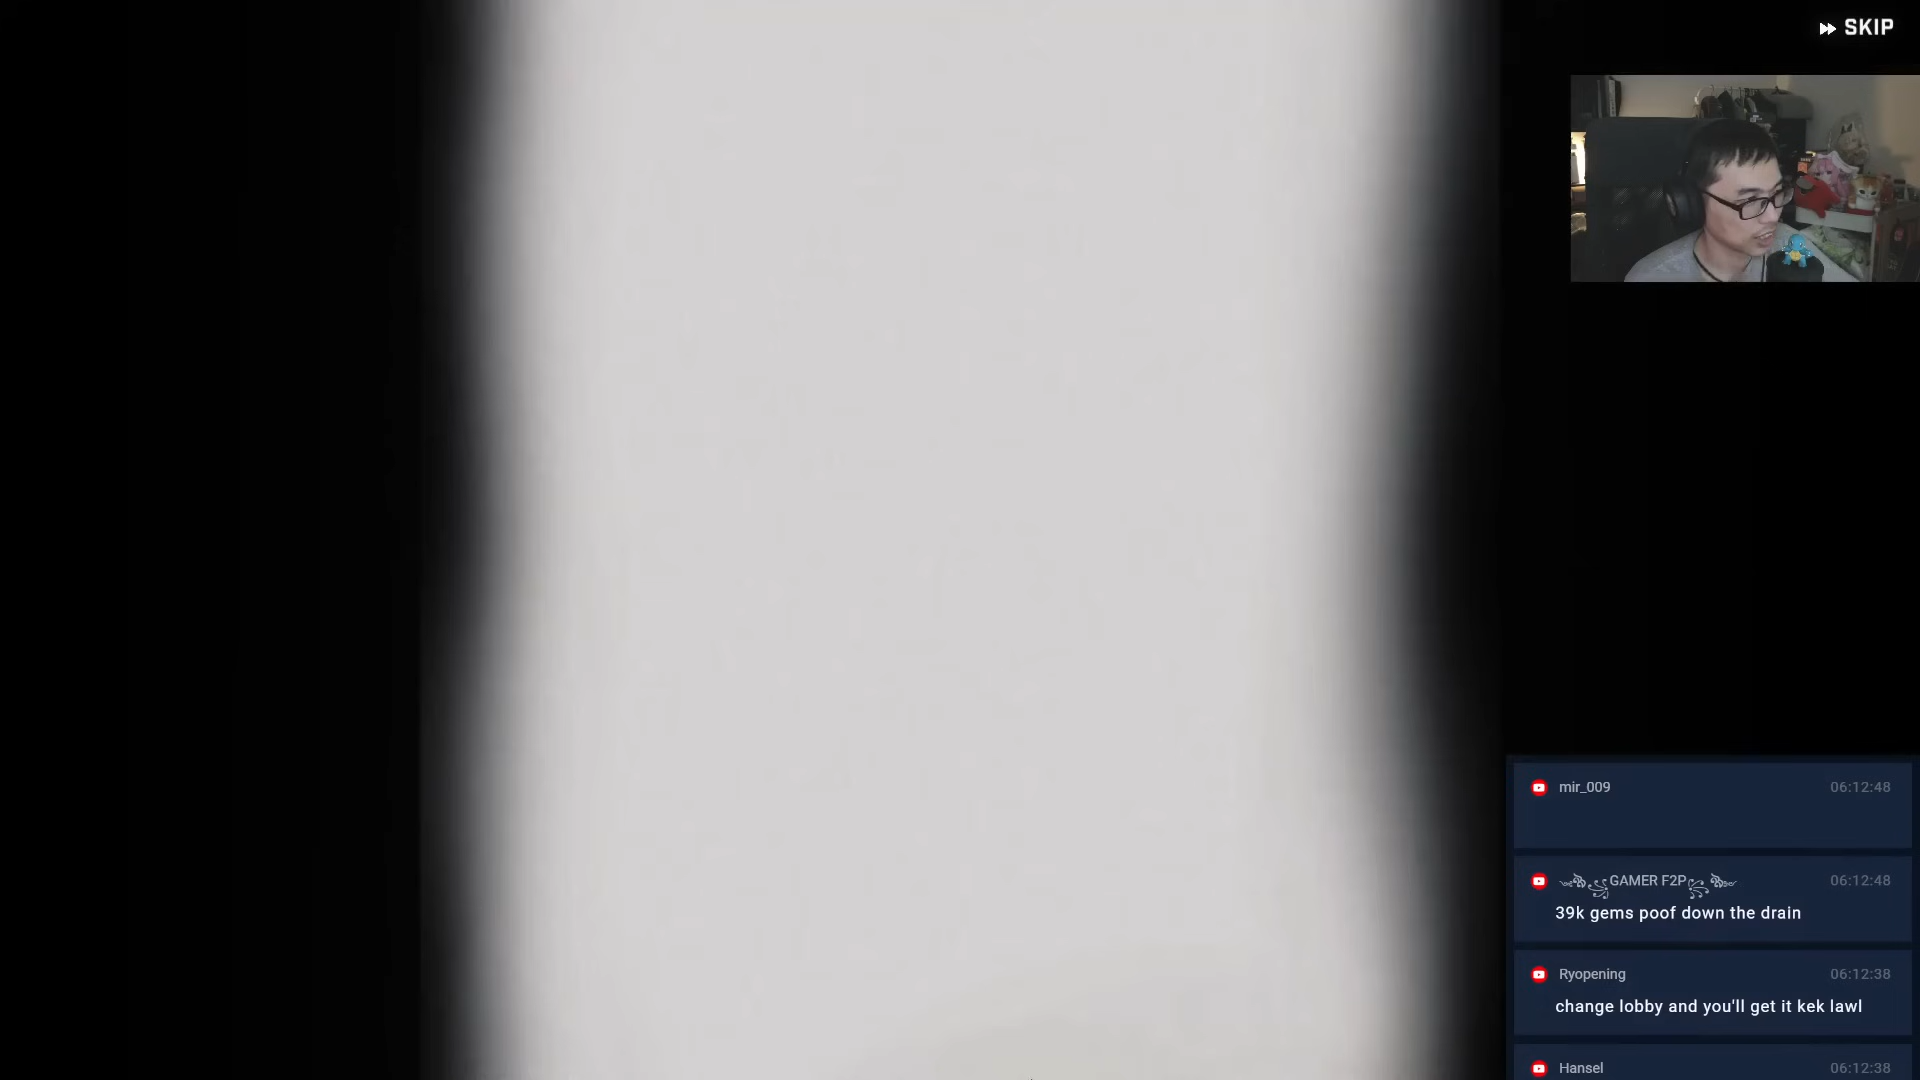 SKIP
mir_009 06:12:48
GAMER F2P 06:12:48
39k gems poof down the drain
Ryopening 06:12:38
change lobby and you'll get it kek lawl
Hansel 06:12:38